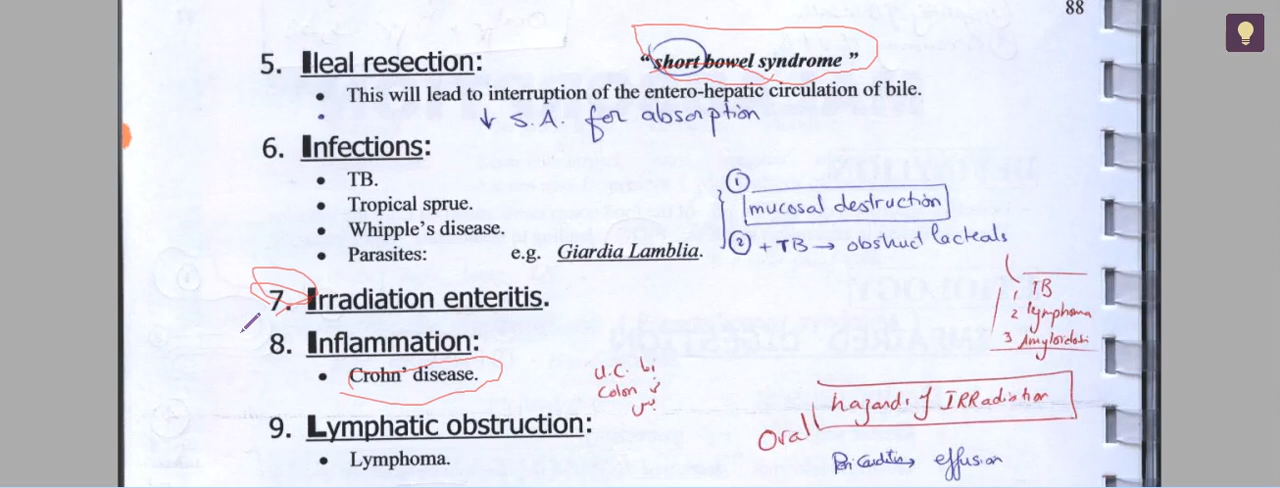 88
5. Ileal resection: "short bowel syndrome"
• This will lead to interruption of the entero-hepatic circulation of bile.
↓ S.A. for absorption
6. Infections:
• TB.
• Tropical sprue.
• Whipple's disease.
• Parasites: e.g. Giardia Lamblia.
① mucosal destruction
② + TB → obstruct lacteals
1 TB
2 lymphoma
3 Amyloidosis
7. Irradiation enteritis.
8. Inflammation:
• Crohn' disease.
U.C.
Colon في
بس
hazards of IRRadiation
Orall
9. Lymphatic obstruction:
• Lymphoma.
effusion